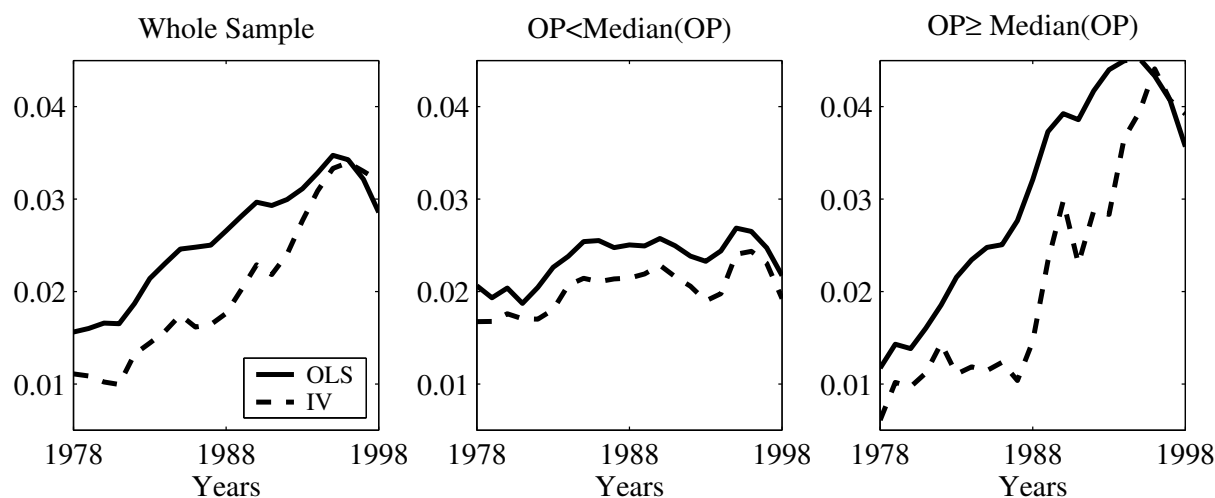 Whole Sample
0.04
0.03
0.02
0.01
OLS
IV
1978 1988 1998
Years
OP<Median(OP)
0.04
0.03
0.02
0.01
1978 1988 1998
Years
OP≥ Median(OP)
0.04
0.03
0.02
0.01
1978 1988 1998
Years